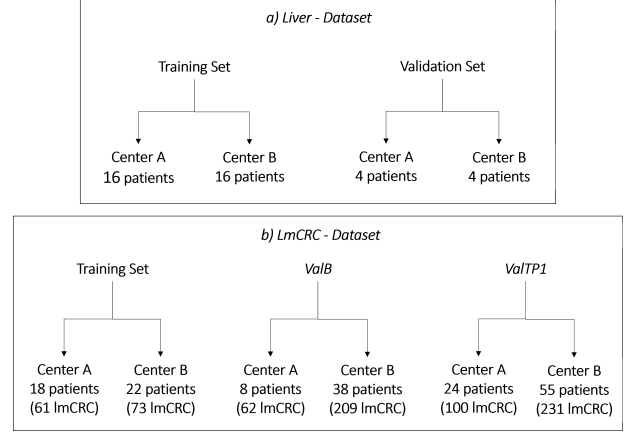 a) Liver - Dataset
Training Set
Validation Set
Center A
16 patients
Center B
16 patients
Center A
4 patients
Center B
4 patients
b) LmCRC - Dataset
Training Set
ValB
ValTP1
Center A
18 patients
(61 lmCRC)
Center B
22 patients
(73 lmCRC)
Center A
8 patients
(62 lmCRC)
Center B
38 patients
(209 lmCRC)
Center A
24 patients
(100 lmCRC)
Center B
55 patients
(231 lmCRC)